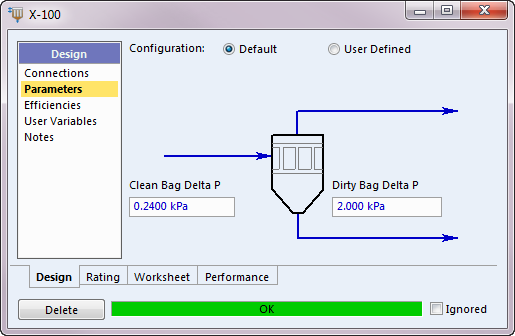 X-100
Design
Connections
Parameters
Efficiencies
User Variables
Notes
Configuration: Default User Defined
Clean Bag Delta P
0.2400 kPa
Dirty Bag Delta P
2.000 kPa
Design Rating Worksheet Performance
Delete OK Ignored